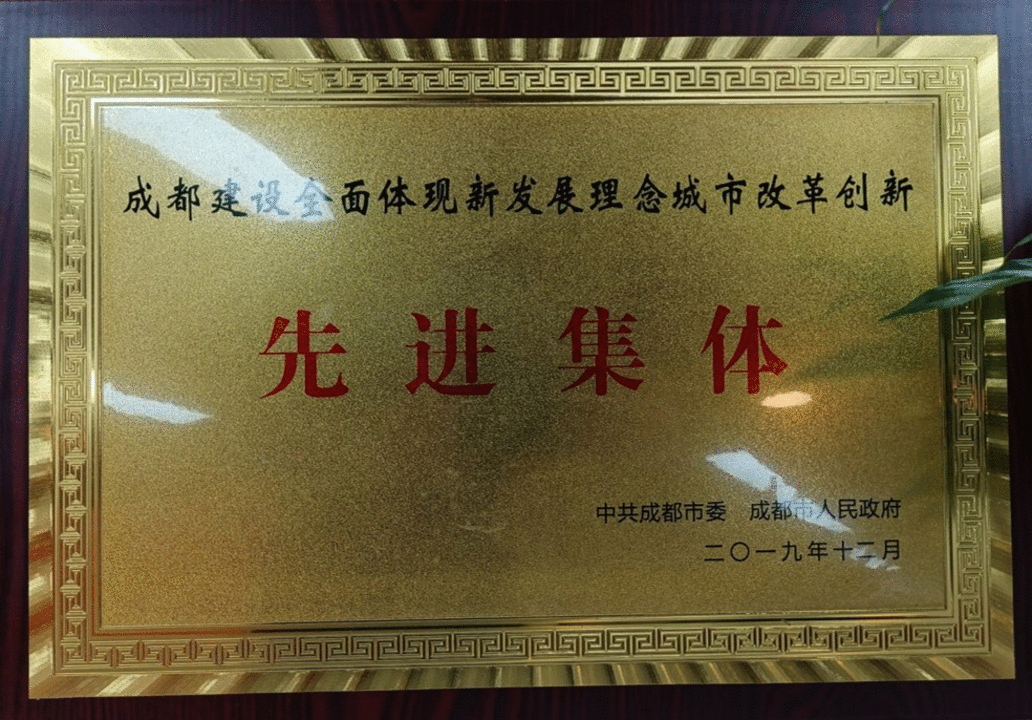 成都建设全面体现新发展理念城市改革创新
先进集体
中共成都市委 成都市人民政府
二〇一九年十二月